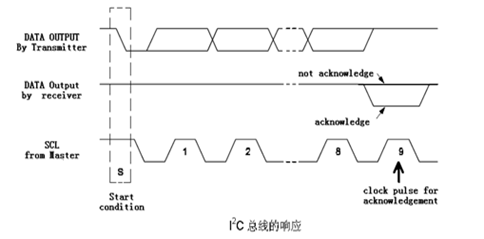 DATA OUTPUT
By Transmitter
not acknowledge
DATA Output
by receiver
acknowledge
SCL
from Master
S
1
2
8
9
Start
condition
clock pulse for
acknowledgement
I²C 总线的响应